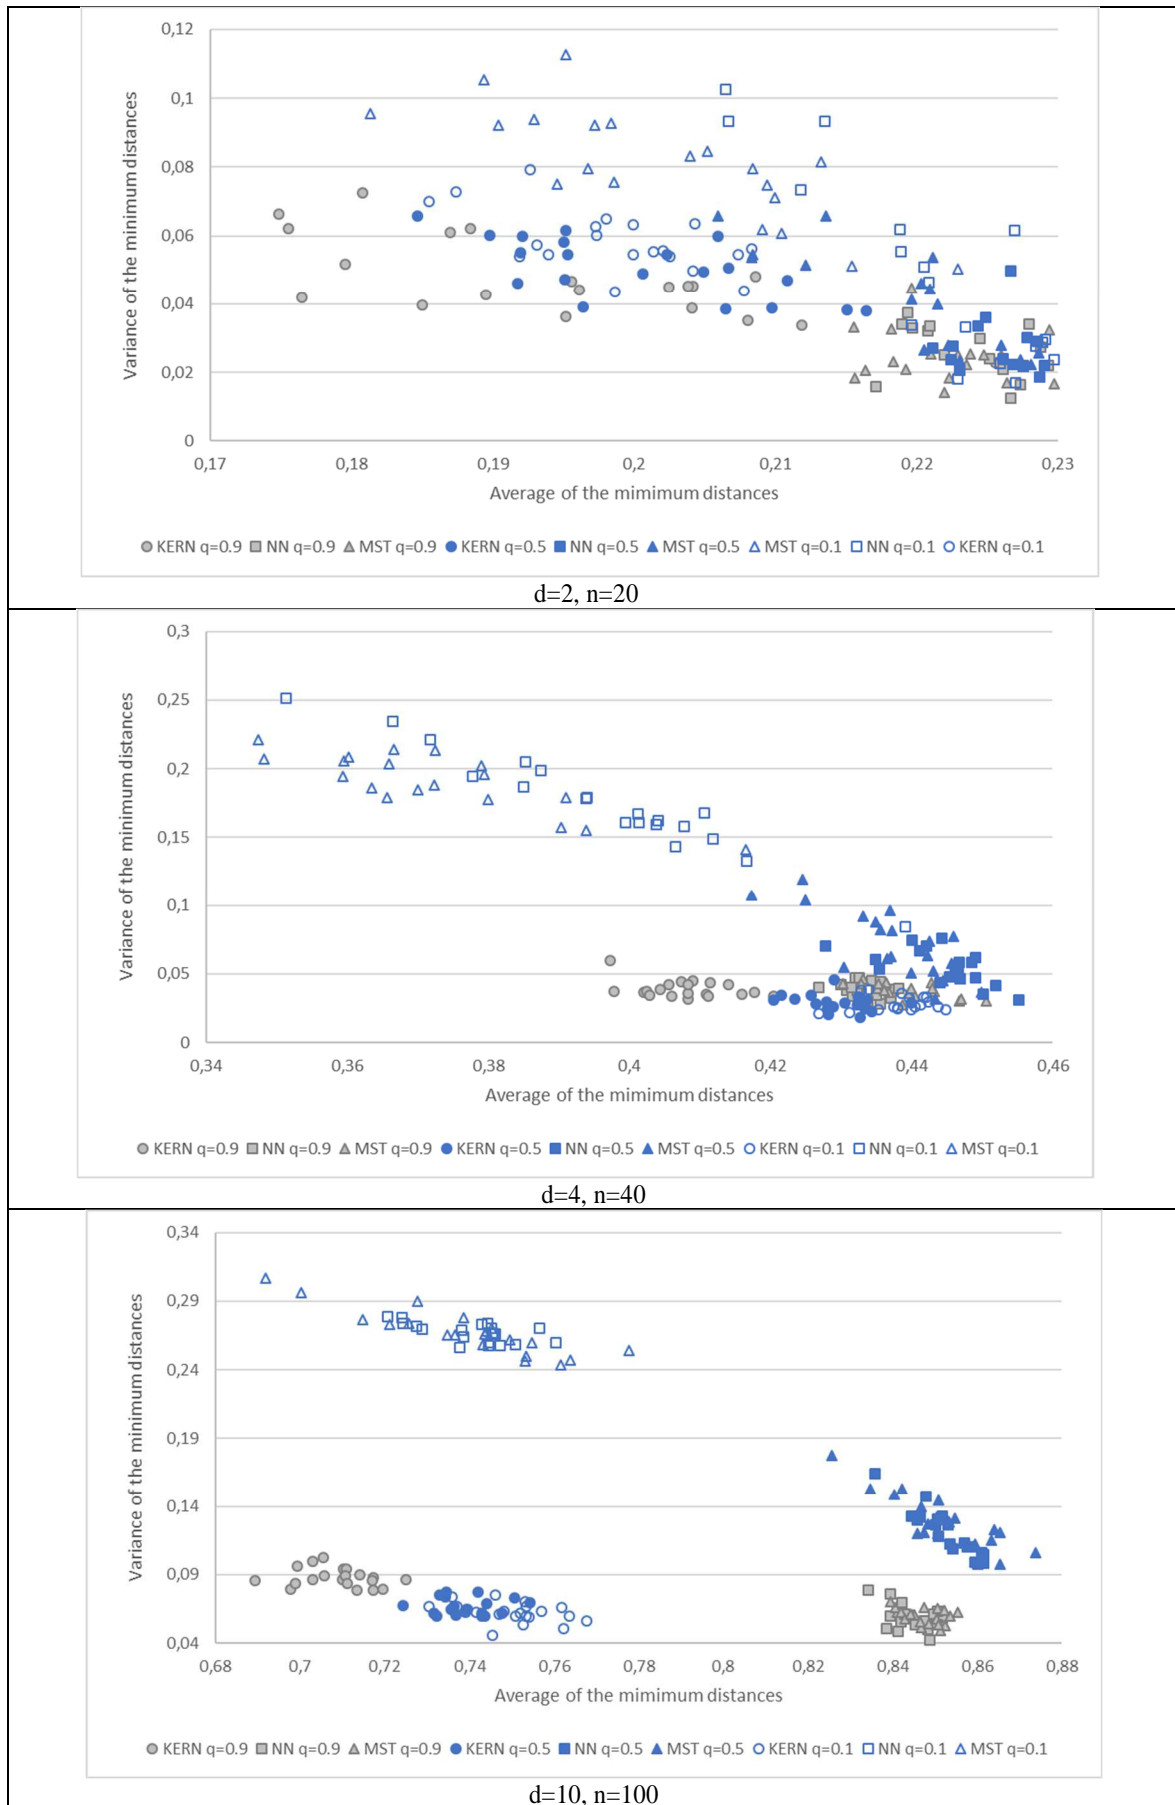 0,12
0,1
0,08
0,06
0,04
0,02
0
Variance of the minimum distances
0,17 0,18 0,19 0,2 0,21 0,22 0,23
Average of the mimimum distances
KERN q=0.9 NN q=0.9 MST q=0.9 KERN q=0.5 NN q=0.5 MST q=0.5 MST q=0.1 NN q=0.1 KERN q=0.1
d=2, n=20
0,3
0,25
0,2
0,15
0,1
0,05
0
Variance of the minimum distances
0,34 0,36 0,38 0,4 0,42 0,44 0,46
Average of the mimimum distances
KERN q=0.9 NN q=0.9 MST q=0.9 KERN q=0.5 NN q=0.5 MST q=0.5 KERN q=0.1 NN q=0.1 MST q=0.1
d=4, n=40
0,34
0,29
0,24
0,19
0,14
0,09
0,04
Variance of the minimum distances
0,68 0,7 0,72 0,74 0,76 0,78 0,8 0,82 0,84 0,86 0,88
Average of the mimimum distances
KERN q=0.9 NN q=0.9 MST q=0.9 KERN q=0.5 NN q=0.5 MST q=0.5 KERN q=0.1 NN q=0.1 MST q=0.1
d=10, n=100